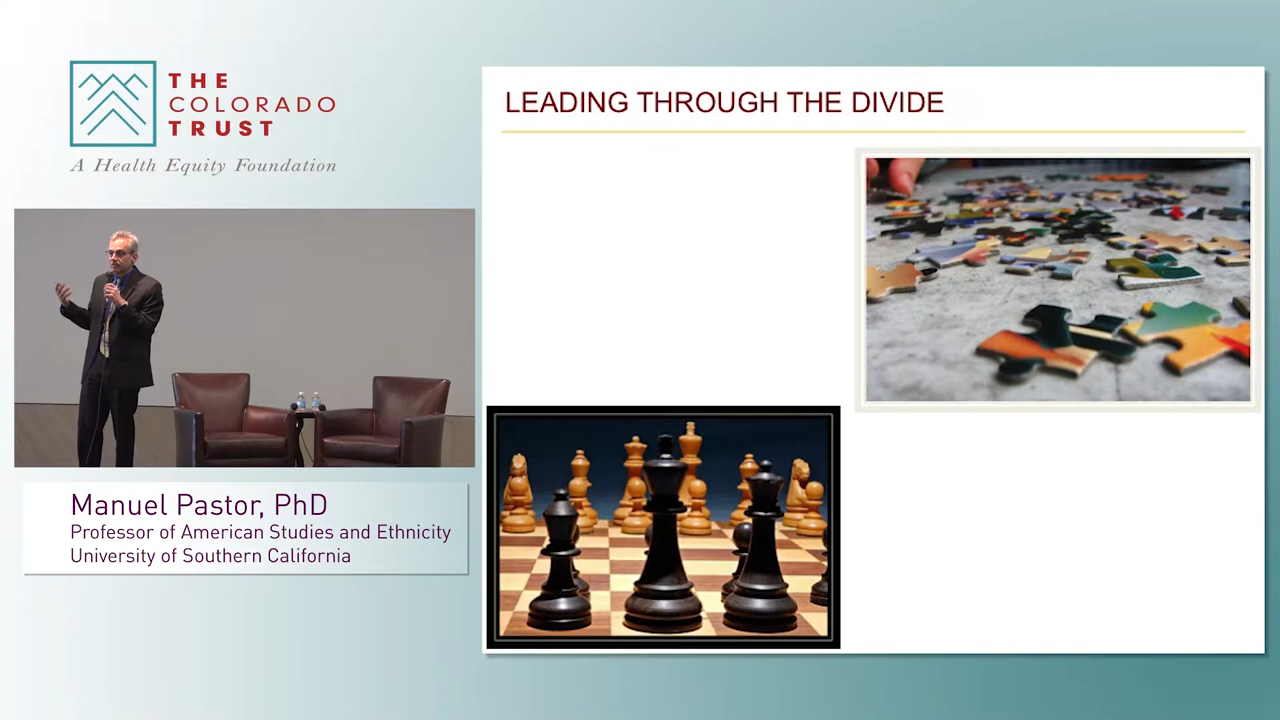 THE
COLORADO
TRUST
A Health Equity Foundation
LEADING THROUGH THE DIVIDE
Manuel Pastor, PhD
Professor of American Studies and Ethnicity
University of Southern California